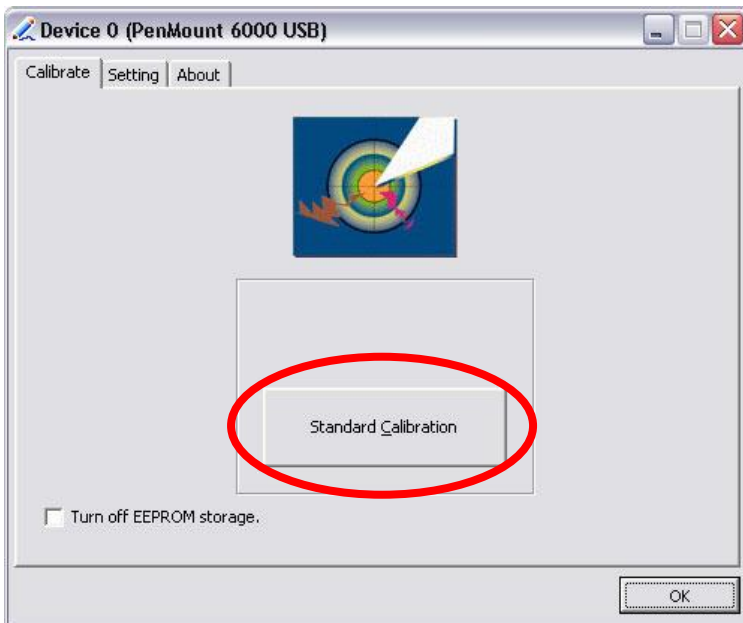 Device 0 (PenMount 6000 USB)
Calibrate Setting About
Standard Calibration
Turn off EEPROM storage.
OK